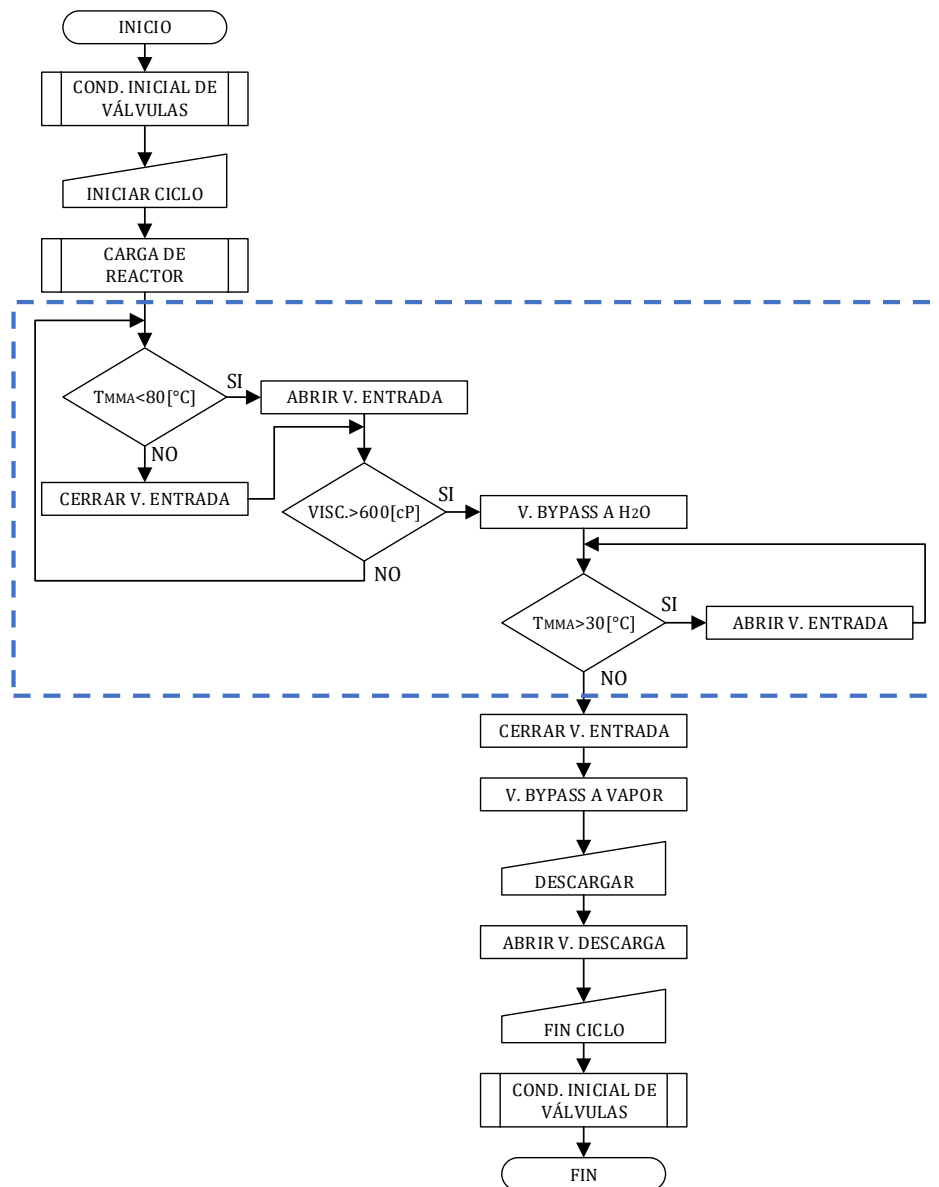 INICIO
COND. INICIAL DE
VÁLVULAS
INICIAR CICLO
CARGA DE
REACTOR
TMMA<80[°C]
SI
ABRIR V. ENTRADA
NO
CERRAR V. ENTRADA
VISC.>600[cP]
SI
V. BYPASS A H2O
NO
TMMA>30[°C]
SI
ABRIR V. ENTRADA
NO
CERRAR V. ENTRADA
V. BYPASS A VAPOR
DESCARGAR
ABRIR V. DESCARGA
FIN CICLO
COND. INICIAL DE
VÁLVULAS
FIN